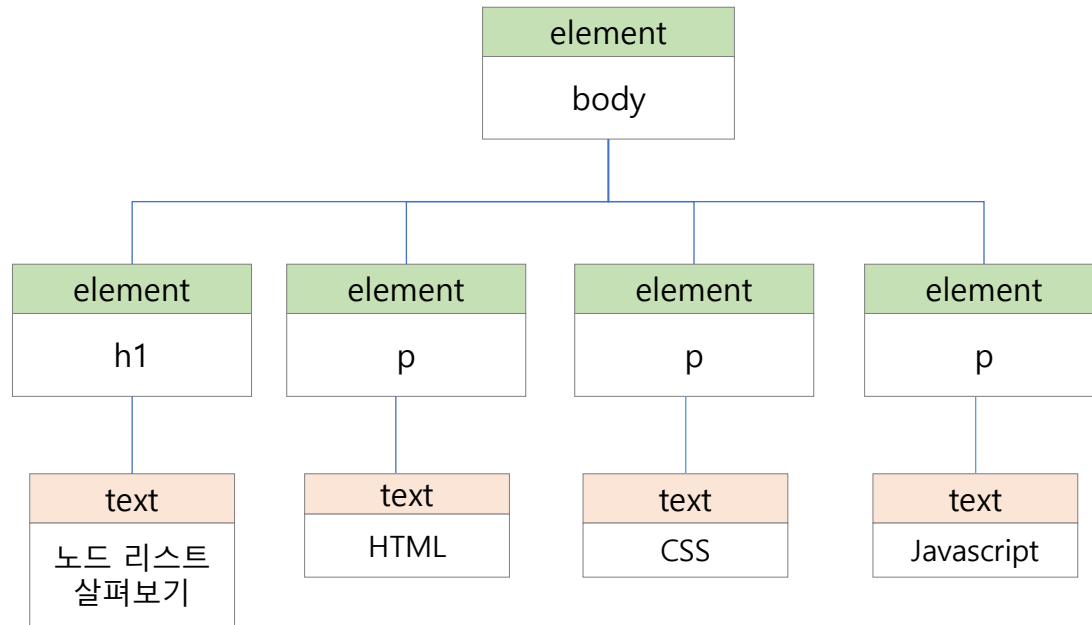 element
body
element
h1
element
p
element
p
element
p
text
노드 리스트
살펴보기
text
HTML
text
CSS
text
Javascript